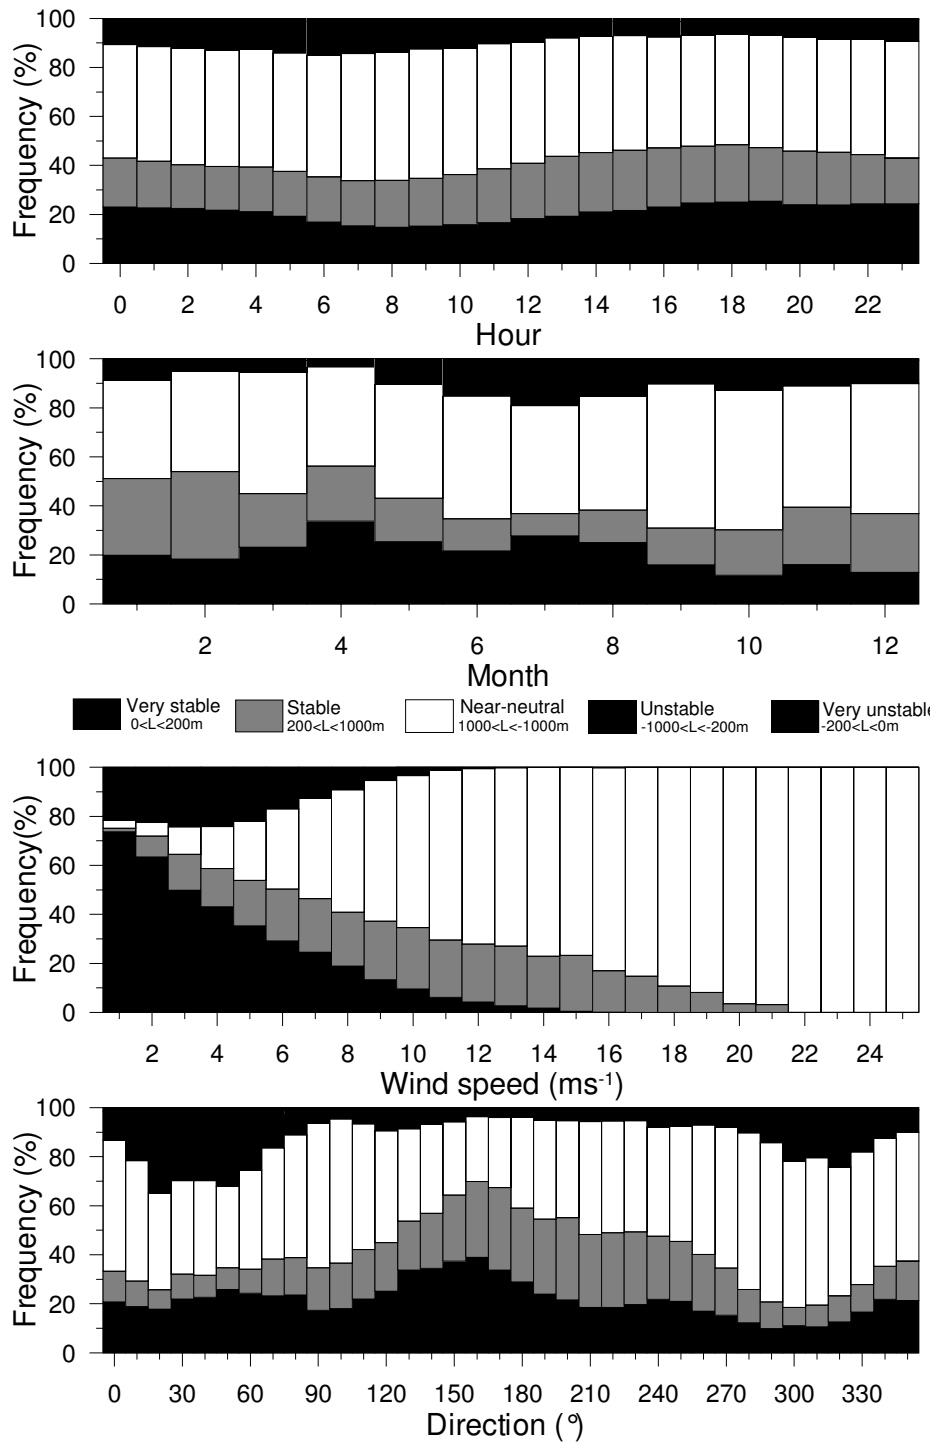 100
80
60
40
20
0
Frequency (%)
0 2 4 6 8 10 12 14 16 18 20 22
Hour
100
80
60
40
20
0
Frequency (%)
2 4 6 8 10 12
Month
Very stable
0<L<200m
Stable
200<L<1000m
Near-neutral
1000<L<-1000m
Unstable
-1000<L<-200m
Very unstable
-200<L<0m
100
80
60
40
20
0
Frequency(%)
2 4 6 8 10 12 14 16 18 20 22 24
Wind speed (ms-1)
100
80
60
40
20
0
Frequency (%)
0 30 60 90 120 150 180 210 240 270 300 330
Direction (°)